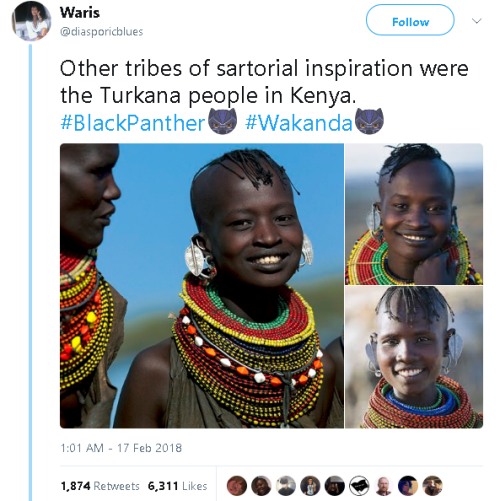 Waris
@diasporicblues
Follow
Other tribes of sartorial inspiration were
the Turkana people in Kenya.
#BlackPanther #Wakanda
1:01 AM - 17 Feb 2018
1,874 Retweets 6,311 Likes